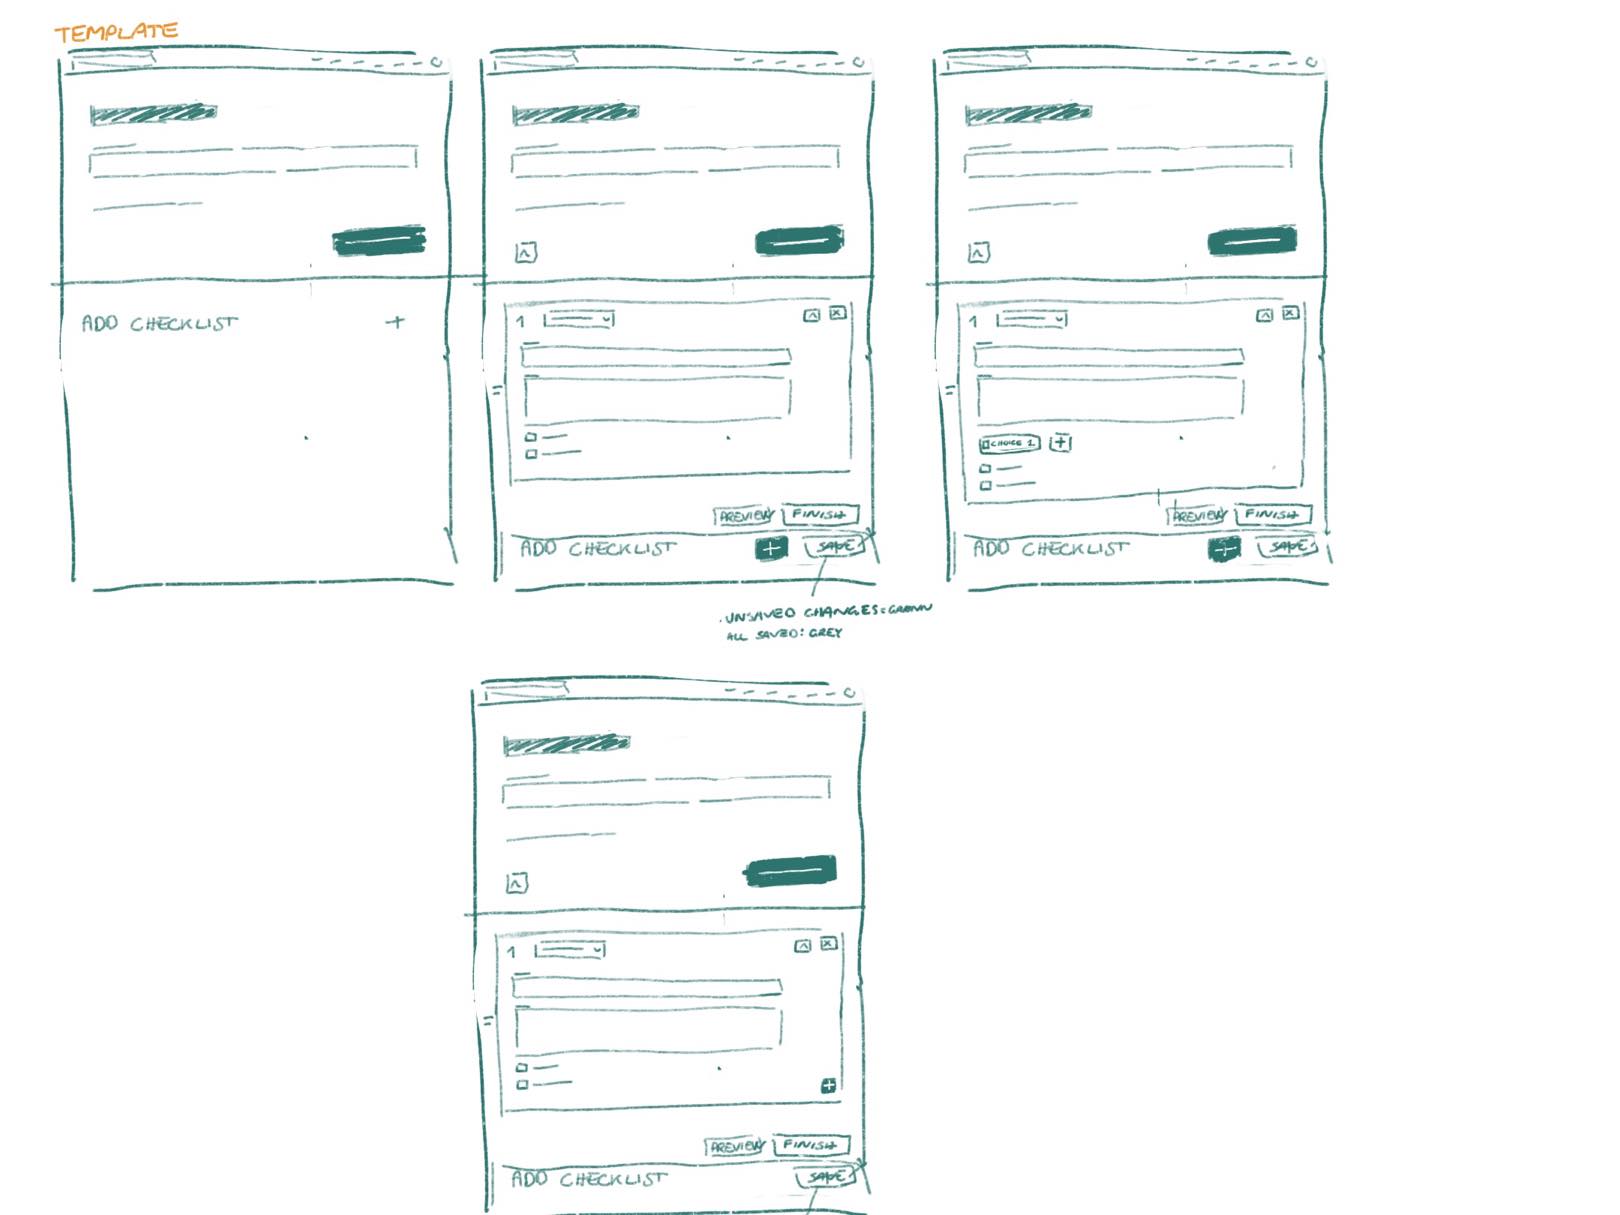 TEMPLATE
ADD CHECKLIST +
1
PREVIEW FINISH
ADD CHECKLIST + SAVE
.UNSAVED CHANGES:
ALL SAVED: GREY
1
CHOICE 1 +
PREVIEW FINISH
ADD CHECKLIST + SAVE
1
+
PREVIEW FINISH
ADD CHECKLIST SAVE